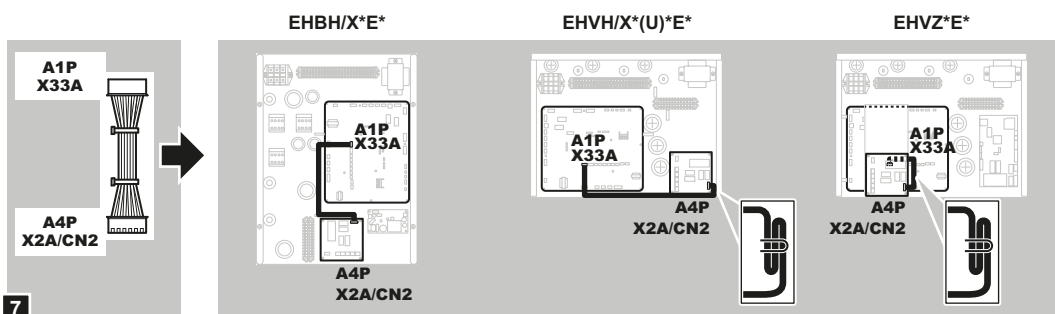 EHBH/X*E*
EHVH/X*(U)*E*
EHVZ*E*
A1P
X33A
A4P
X2A/CN2
7
A1P
X33A
A4P
X2A/CN2
A1P
X33A
A4P
X2A/CN2
A1P
X33A
A4P
X2A/CN2